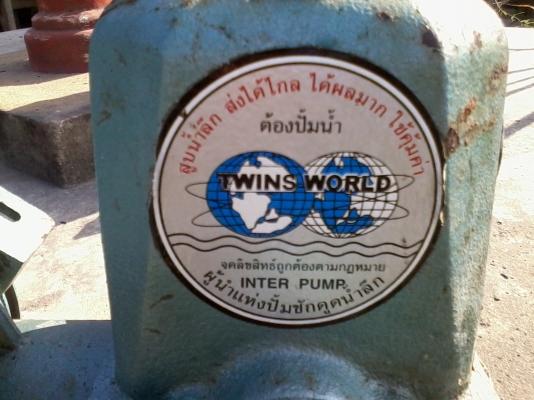 สูบน้ำลึก ส่งได้ไกล ได้ผลมาก ใช้คุ้มค่า
ต้องปั๊มน้ำ
TWINS WORLD
จดลิขสิทธ์ถูกต้องตามกฎหมาย
INTER PUMP
ผู้นำแห่งปั๊มชักดูดน้ำลึก